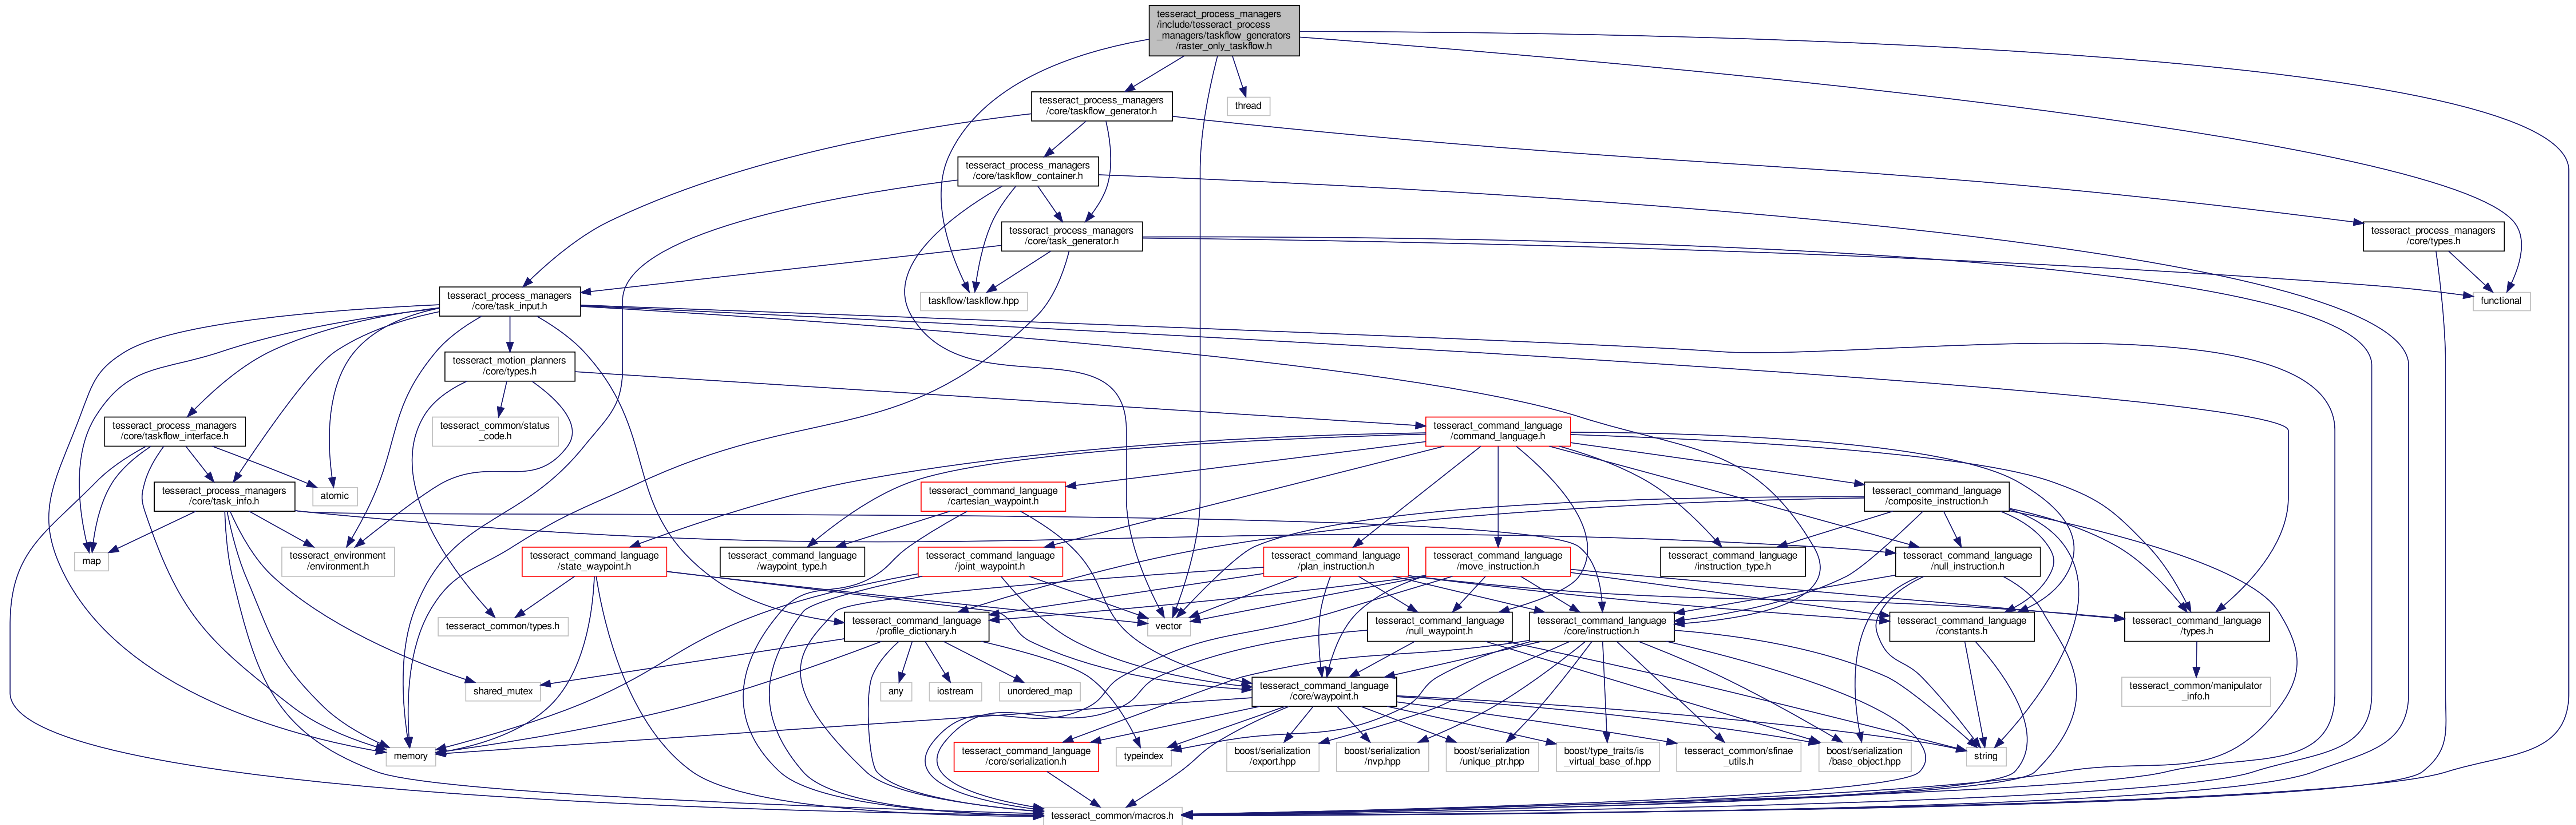 tesseract_process_managers
/include/tesseract_process
_managers/taskflow_generators
/raster_only_taskflow.h
tesseract_process_managers
/core/taskflow_generator.h
thread
tesseract_process_managers
/core/taskflow_container.h
tesseract_process_managers
/core/task_generator.h
tesseract_process_managers
/core/types.h
tesseract_process_managers
/core/task_input.h
taskflow/taskflow.hpp
functional
tesseract_motion_planners
/core/types.h
tesseract_process_managers
/core/taskflow_interface.h
tesseract_common/status
_code.h
tesseract_command_language
/command_language.h
tesseract_process_managers
/core/task_info.h
atomic
tesseract_command_language
/cartesian_waypoint.h
tesseract_command_language
/composite_instruction.h
map
tesseract_environment
/environment.h
tesseract_command_language
/state_waypoint.h
tesseract_command_language
/waypoint_type.h
tesseract_command_language
/joint_waypoint.h
tesseract_command_language
/plan_instruction.h
tesseract_command_language
/move_instruction.h
tesseract_command_language
/instruction_type.h
tesseract_command_language
/null_instruction.h
tesseract_common/types.h
tesseract_command_language
/profile_dictionary.h
vector
tesseract_command_language
/null_waypoint.h
tesseract_command_language
/core/instruction.h
tesseract_command_language
/constants.h
tesseract_command_language
/types.h
shared_mutex
any
iostream
unordered_map
tesseract_command_language
/core/waypoint.h
tesseract_common/manipulator
_info.h
memory
tesseract_command_language
/core/serialization.h
typeindex
boost/serialization
/export.hpp
boost/serialization
/nvp.hpp
boost/serialization
/unique_ptr.hpp
boost/type_traits/is
_virtual_base_of.hpp
tesseract_common/sfinae
_utils.h
boost/serialization
/base_object.hpp
string
tesseract_common/macros.h